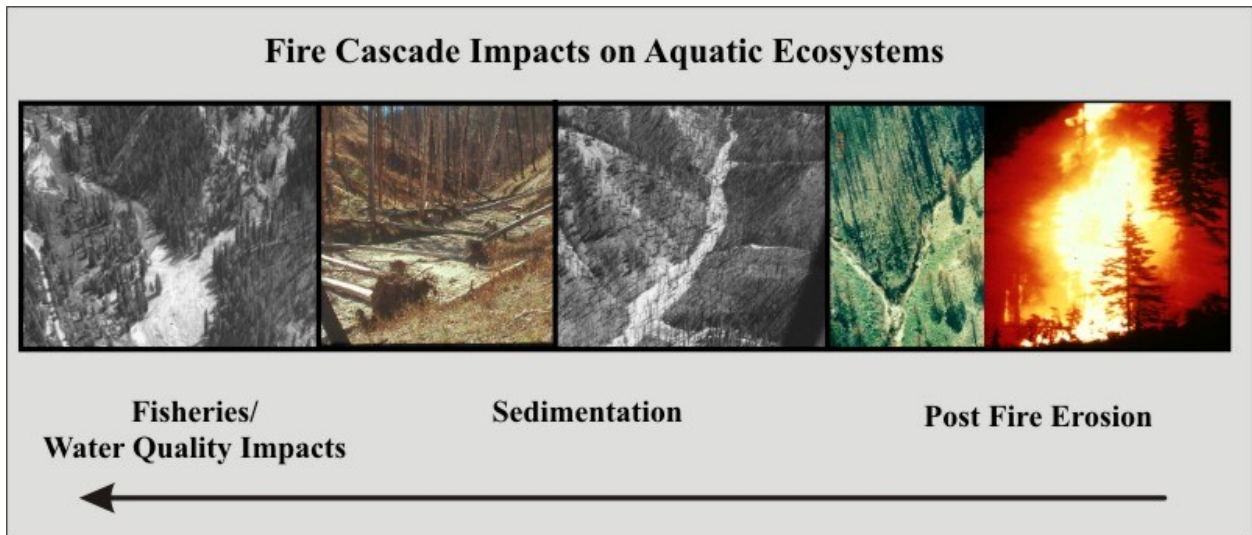 Fire Cascade Impacts on Aquatic Ecosystems
Fisheries/
Water Quality Impacts
Sedimentation
Post Fire Erosion